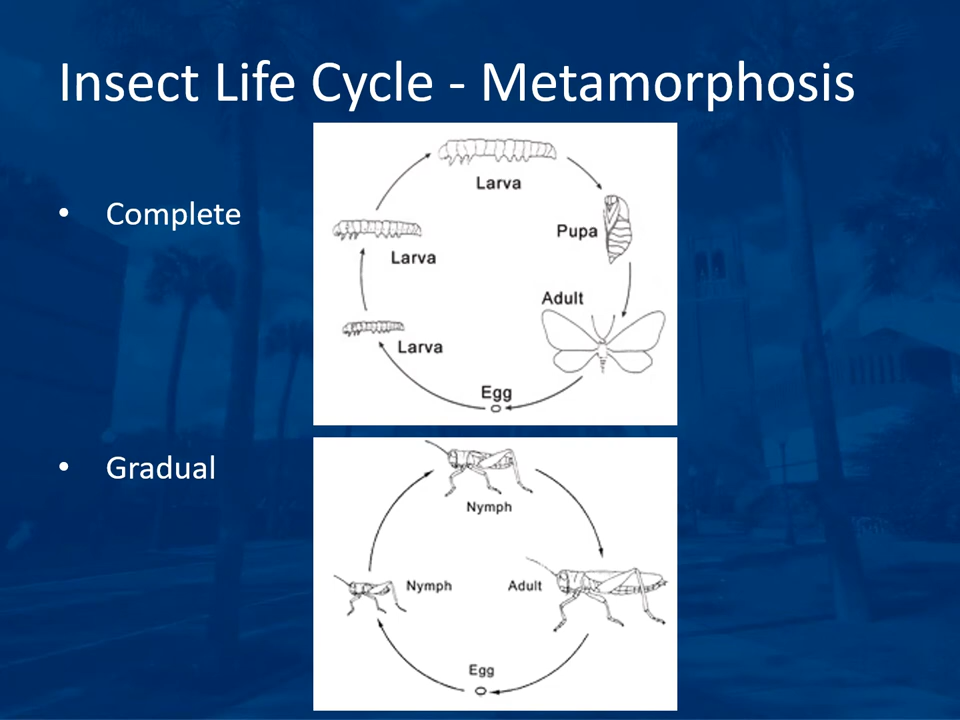 Insect Life Cycle - Metamorphosis
• Complete
Larva
Pupa
Larva
Adult
Larva
Egg
• Gradual
Nymph
Nymph
Adult
Egg